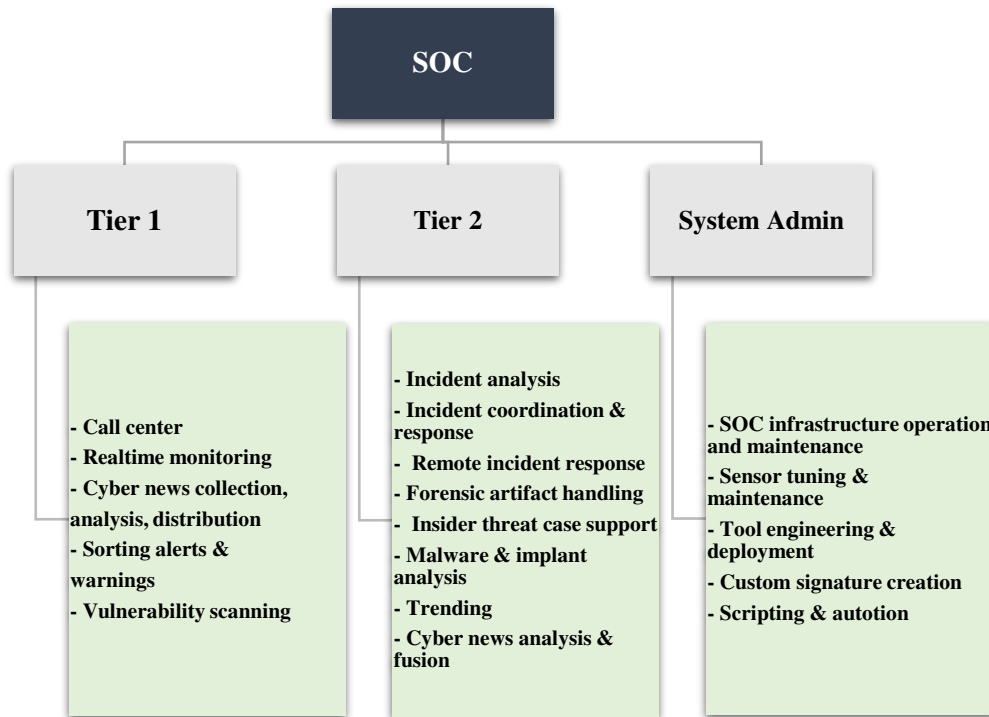 SOC
Tier 1
Tier 2
System Admin
- Call center
- Realtime monitoring
- Cyber news collection,
analysis, distribution
- Sorting alerts &
warnings
- Vulnerability scanning
- Incident analysis
- Incident coordination &
response
- Remote incident response
- Forensic artifact handling
- Insider threat case support
- Malware & implant
analysis
- Trending
- Cyber news analysis &
fusion
- SOC infrastructure operation
and maintenance
- Sensor tuning &
maintenance
- Tool engineering &
deployment
- Custom signature creation
- Scripting & autotion